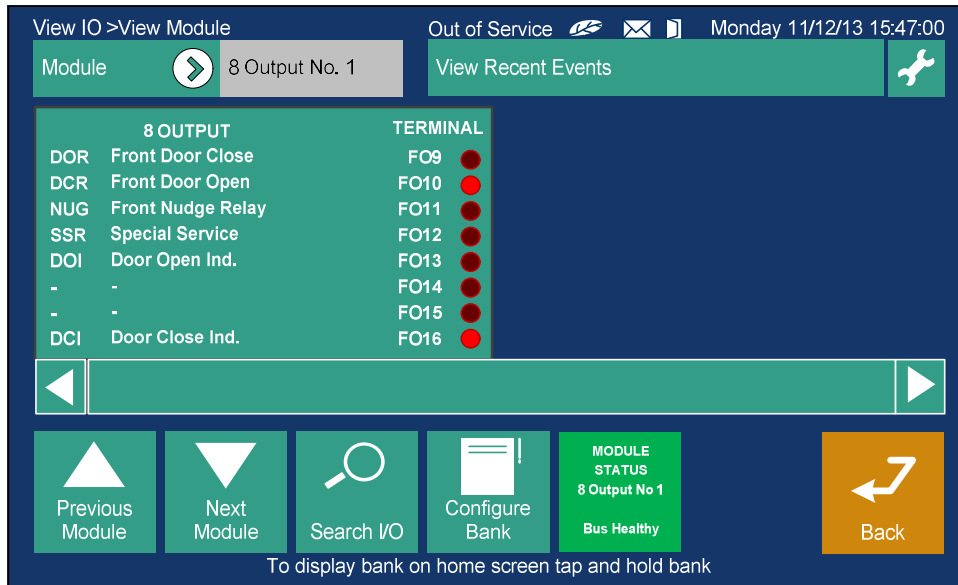 View IO >View Module Out of Service Monday 11/12/13 15:47:00
Module 8 Output No. 1 View Recent Events
8 OUTPUT TERMINAL
DOR Front Door Close FO9
DCR Front Door Open FO10
NUG Front Nudge Relay FO11
SSR Special Service FO12
DOI Door Open Ind. FO13
- - FO14
- - FO15
DCI Door Close Ind. FO16
Previous Module
Next Module
Search I/O
Configure Bank
MODULE
STATUS
8 Output No 1
Bus Healthy
Back
To display bank on home screen tap and hold bank